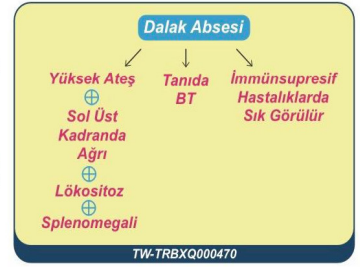 Dalak Absesi
Yüksek Ateş
⊕
Sol Üst
Kadranda
Ağrı
⊕
Lökositoz
⊕
Splenomegali
Tanıda
BT
İmmünsupresif
Hastalıklarda
Sık Görülür
TW-TRBXQ000470